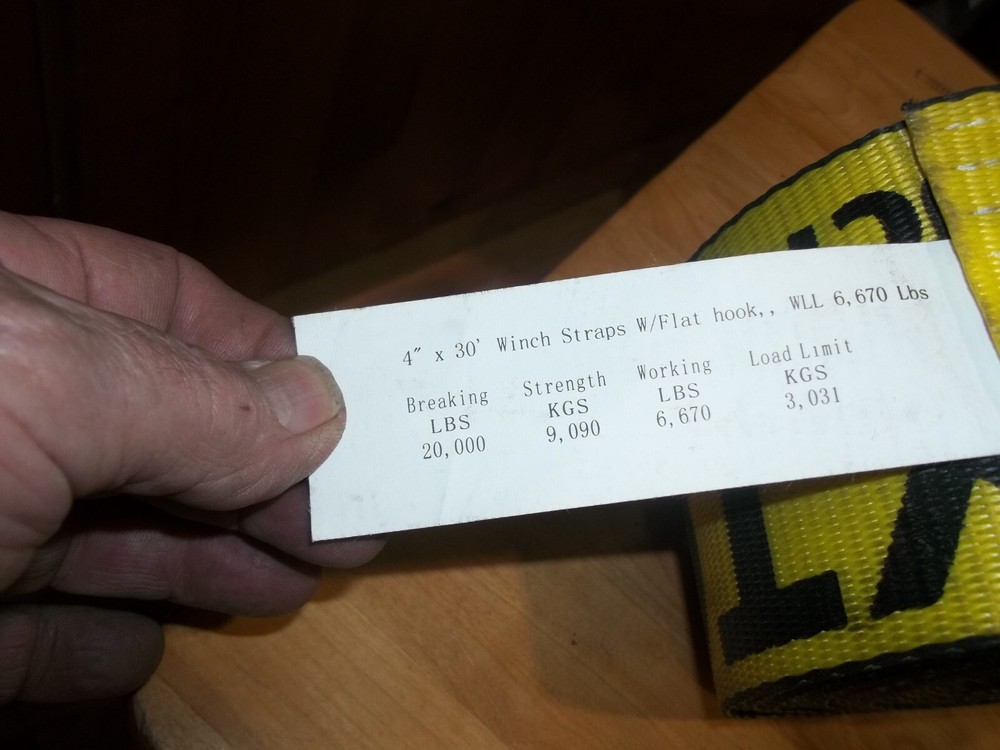 4" x 30' Winch Straps W/Flat hook,, WLL 6,670 Lbs
Breaking Strength Working Load Limit
LBS KGS LBS KGS
20,000 9,090 6,670 3,031